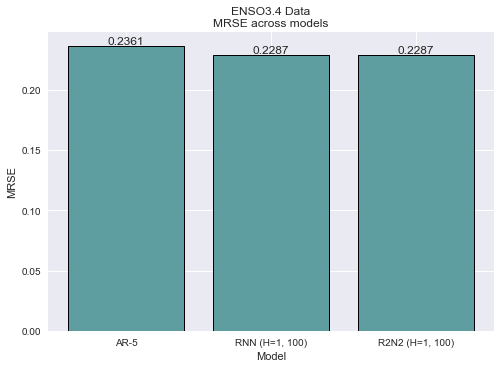 ENSO3.4 Data
MRSE across models
0.2361
0.2287
0.2287
MRSE
0.20
0.15
0.10
0.05
0.00
AR-5
RNN (H=1, 100)
R2N2 (H=1, 100)
Model